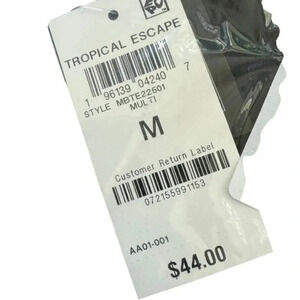 TROPICAL ESCAPE
1 96139 04240 7
STYLE MBTE22501
MULTI
M
Customer Return Label
072155991153
AA01-001
$44.00